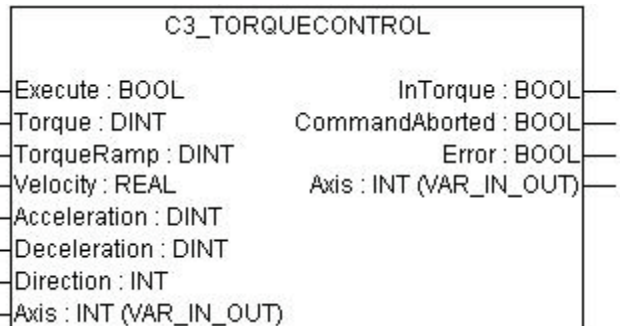 C3_TORQUECONTROL
Execute : BOOL InTorque : BOOL
Torque : DINT CommandAborted : BOOL
TorqueRamp : DINT Error : BOOL
Velocity : REAL Axis : INT (VAR_IN_OUT)
Acceleration : DINT
Deceleration : DINT
Direction : INT
Axis : INT (VAR_IN_OUT)